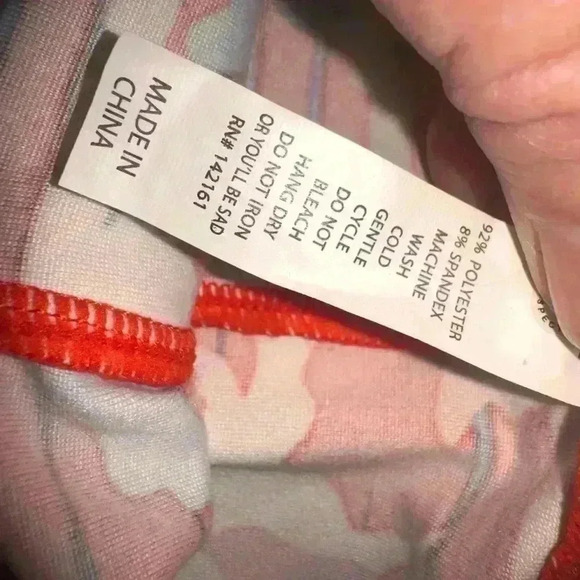 92% POLYESTER
8% SPANDEX
MACHINE
WASH
COLD
GENTLE
CYCLE
DO NOT
BLEACH
HANG DRY
DO NOT IRON
OR YOU'LL BE SAD
RN# 142161
MADE IN
CHINA